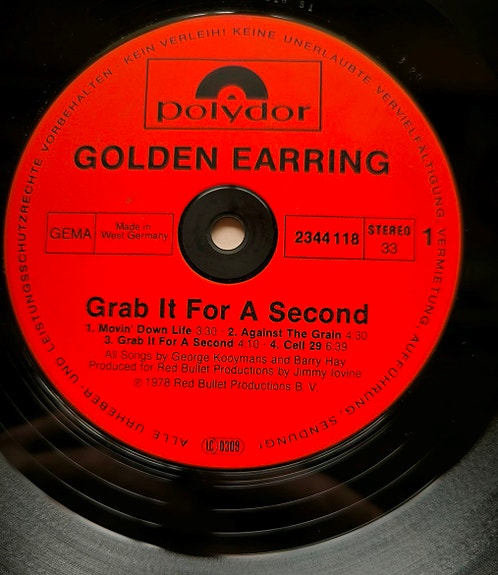 ALLE URHEBER UND LEISTUNGSSCHUTZRECHTE VORBEHALTEN KEIN VERLEIH! KEINE UNERLAUBTE VERVIELFÄLTIGUNG, VERMIETUNG, AUFFÜHRUNG, SENDUNG!
polydor
GOLDEN EARRING
GEMA Made in
West Germany
2344 118 STEREO
33 1
Grab It For A Second
1. Movin' Down Life 3:30 · 2. Against The Grain 4:30
3. Grab It For A Second 4:10 · 4. Cell 29 6:39
All Songs by George Kooymans and Barry Hay
Produced for Red Bullet Productions by Jimmy Iovine
℗ 1978 Red Bullet Productions B. V.
LC 0309